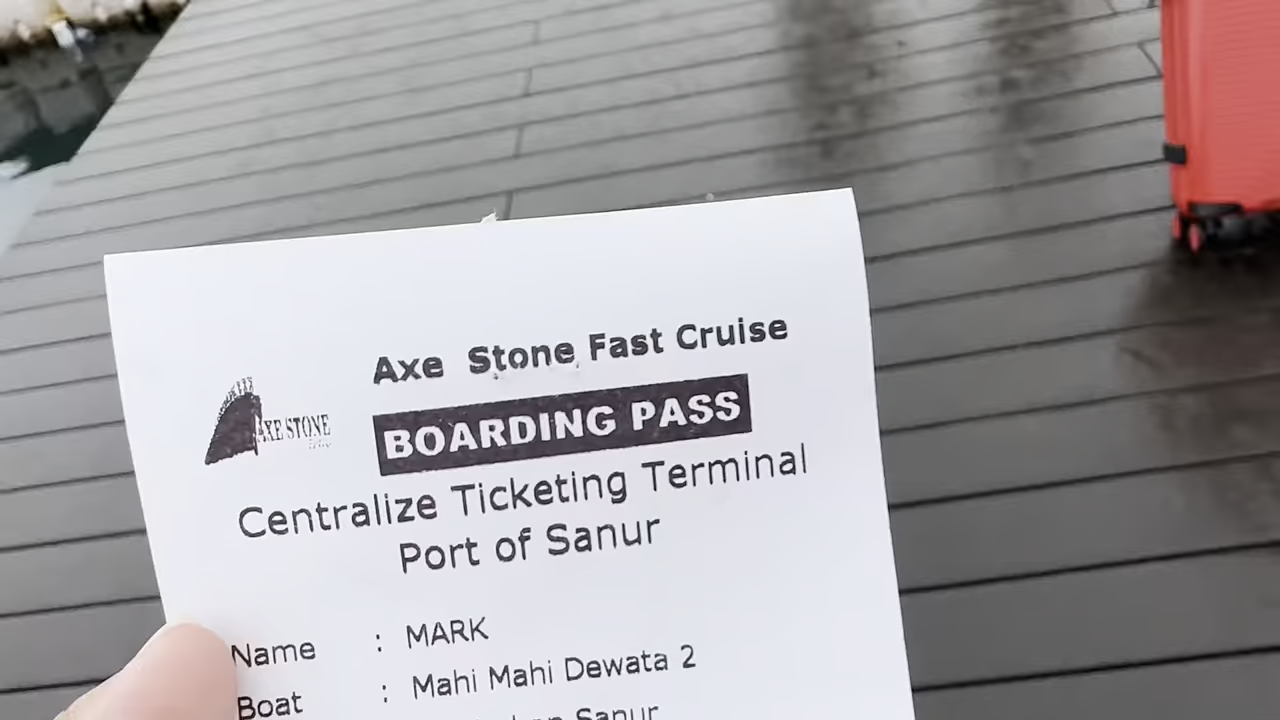 Axe Stone Fast Cruise
AXE STONE
BOARDING PASS
Centralize Ticketing Terminal
Port of Sanur
Name : MARK
Boat : Mahi Mahi Dewata 2
Sanur